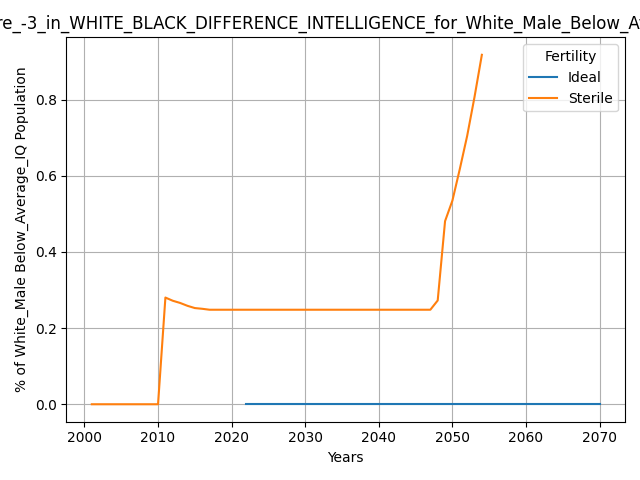 re_-3_in_WHITE_BLACK_DIFFERENCE_INTELLIGENCE_for_White_Male_Below_A
Fertility
Ideal
Sterile
% of White_Male Below_Average_IQ Population
0.8
0.6
0.4
0.2
0.0
2000 2010 2020 2030 2040 2050 2060 2070
Years